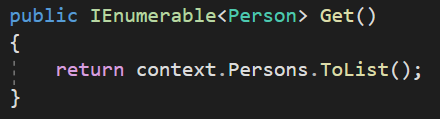 public IEnumerable<Person> Get()
{
    return context.Persons.ToList();
}